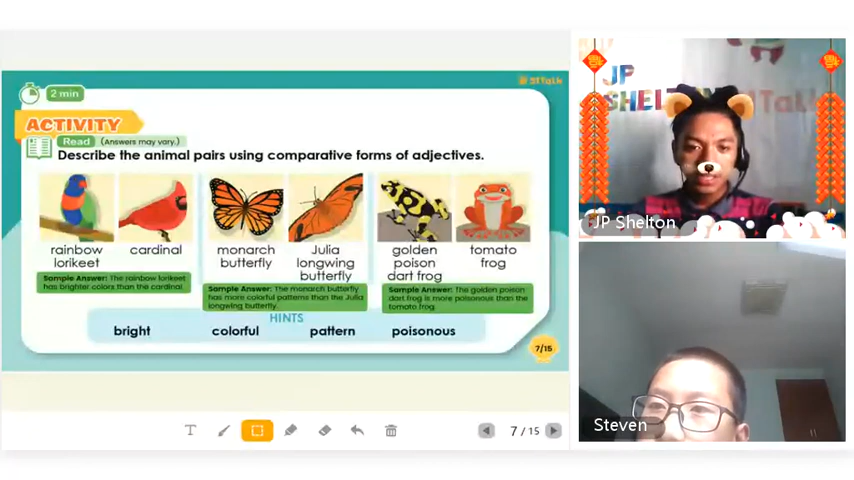 51Talk
2 min
ACTIVITY
Read (Answers may vary.)
Describe the animal pairs using comparative forms of adjectives.
rainbow
lorikeet
cardinal
monarch
butterfly
Julia
longwing
butterfly
golden
poison
dart frog
tomato
frog
Sample Answer: The rainbow lorikeet
has brighter colors than the cardinal.
Sample Answer: The monarch butterfly
has more colorful patterns than the Julia
longwing butterfly.
Sample Answer: The golden poison
dart frog is more poisonous than the
tomato frog.
HINTS
bright colorful pattern poisonous
7/15
T
7 / 15
JP
SHELT
1Talk
JP Shelton
Steven